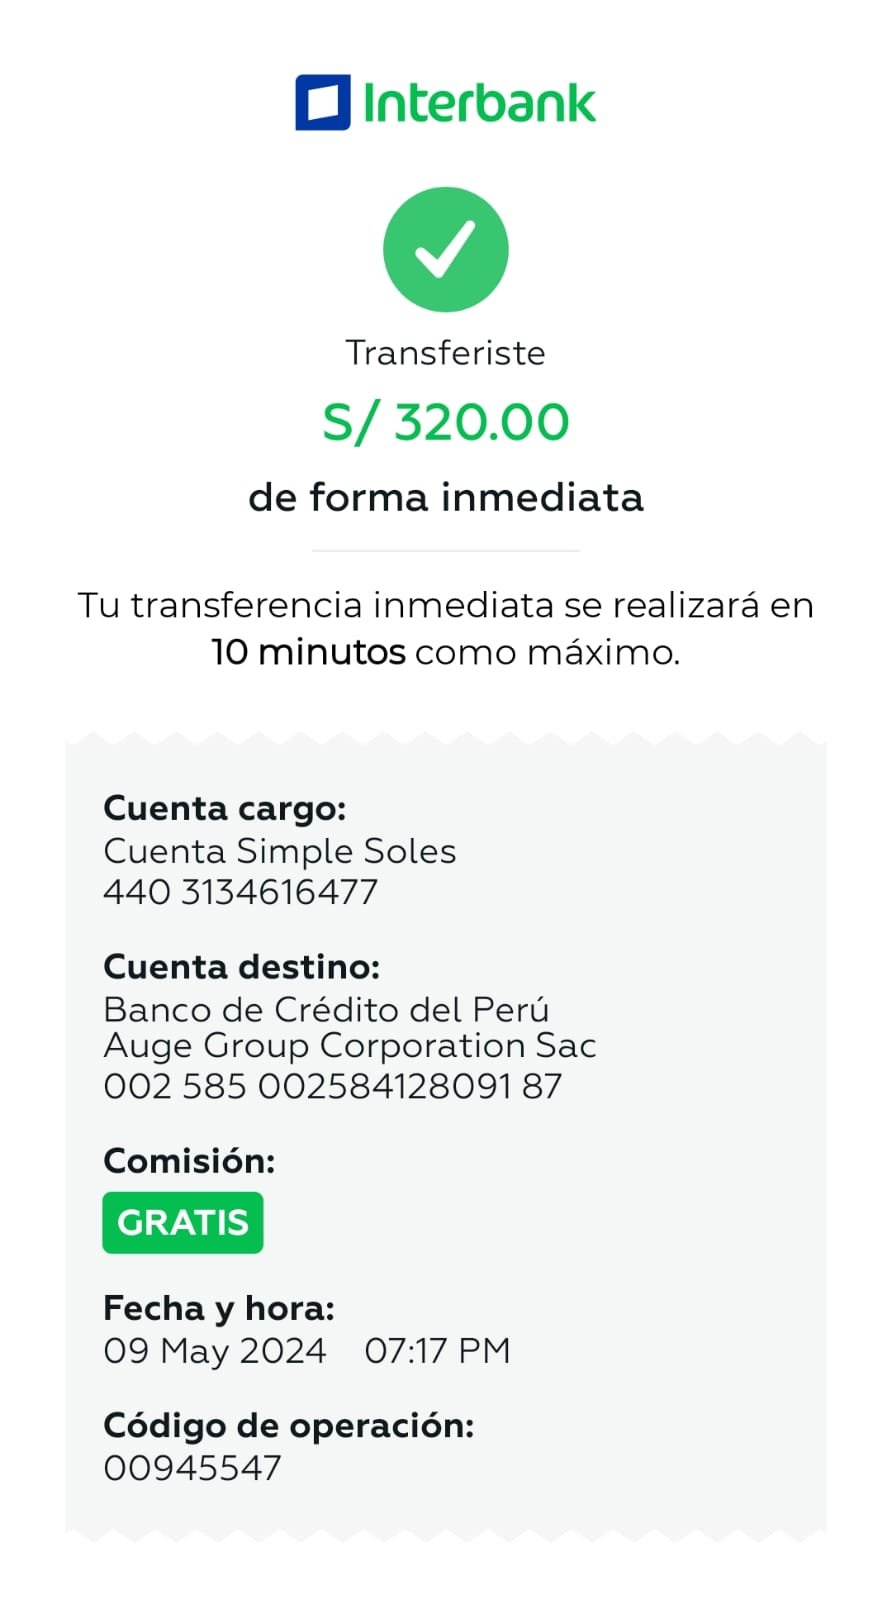 Interbank
Transferiste
S/ 320.00
de forma inmediata
Tu transferencia inmediata se realizará en
10 minutos como máximo.
Cuenta cargo:
Cuenta Simple Soles
440 3134616477
Cuenta destino:
Banco de Crédito del Perú
Auge Group Corporation Sac
002 585 002584128091 87
Comisión:
GRATIS
Fecha y hora:
09 May 2024 07:17 PM
Código de operación:
00945547